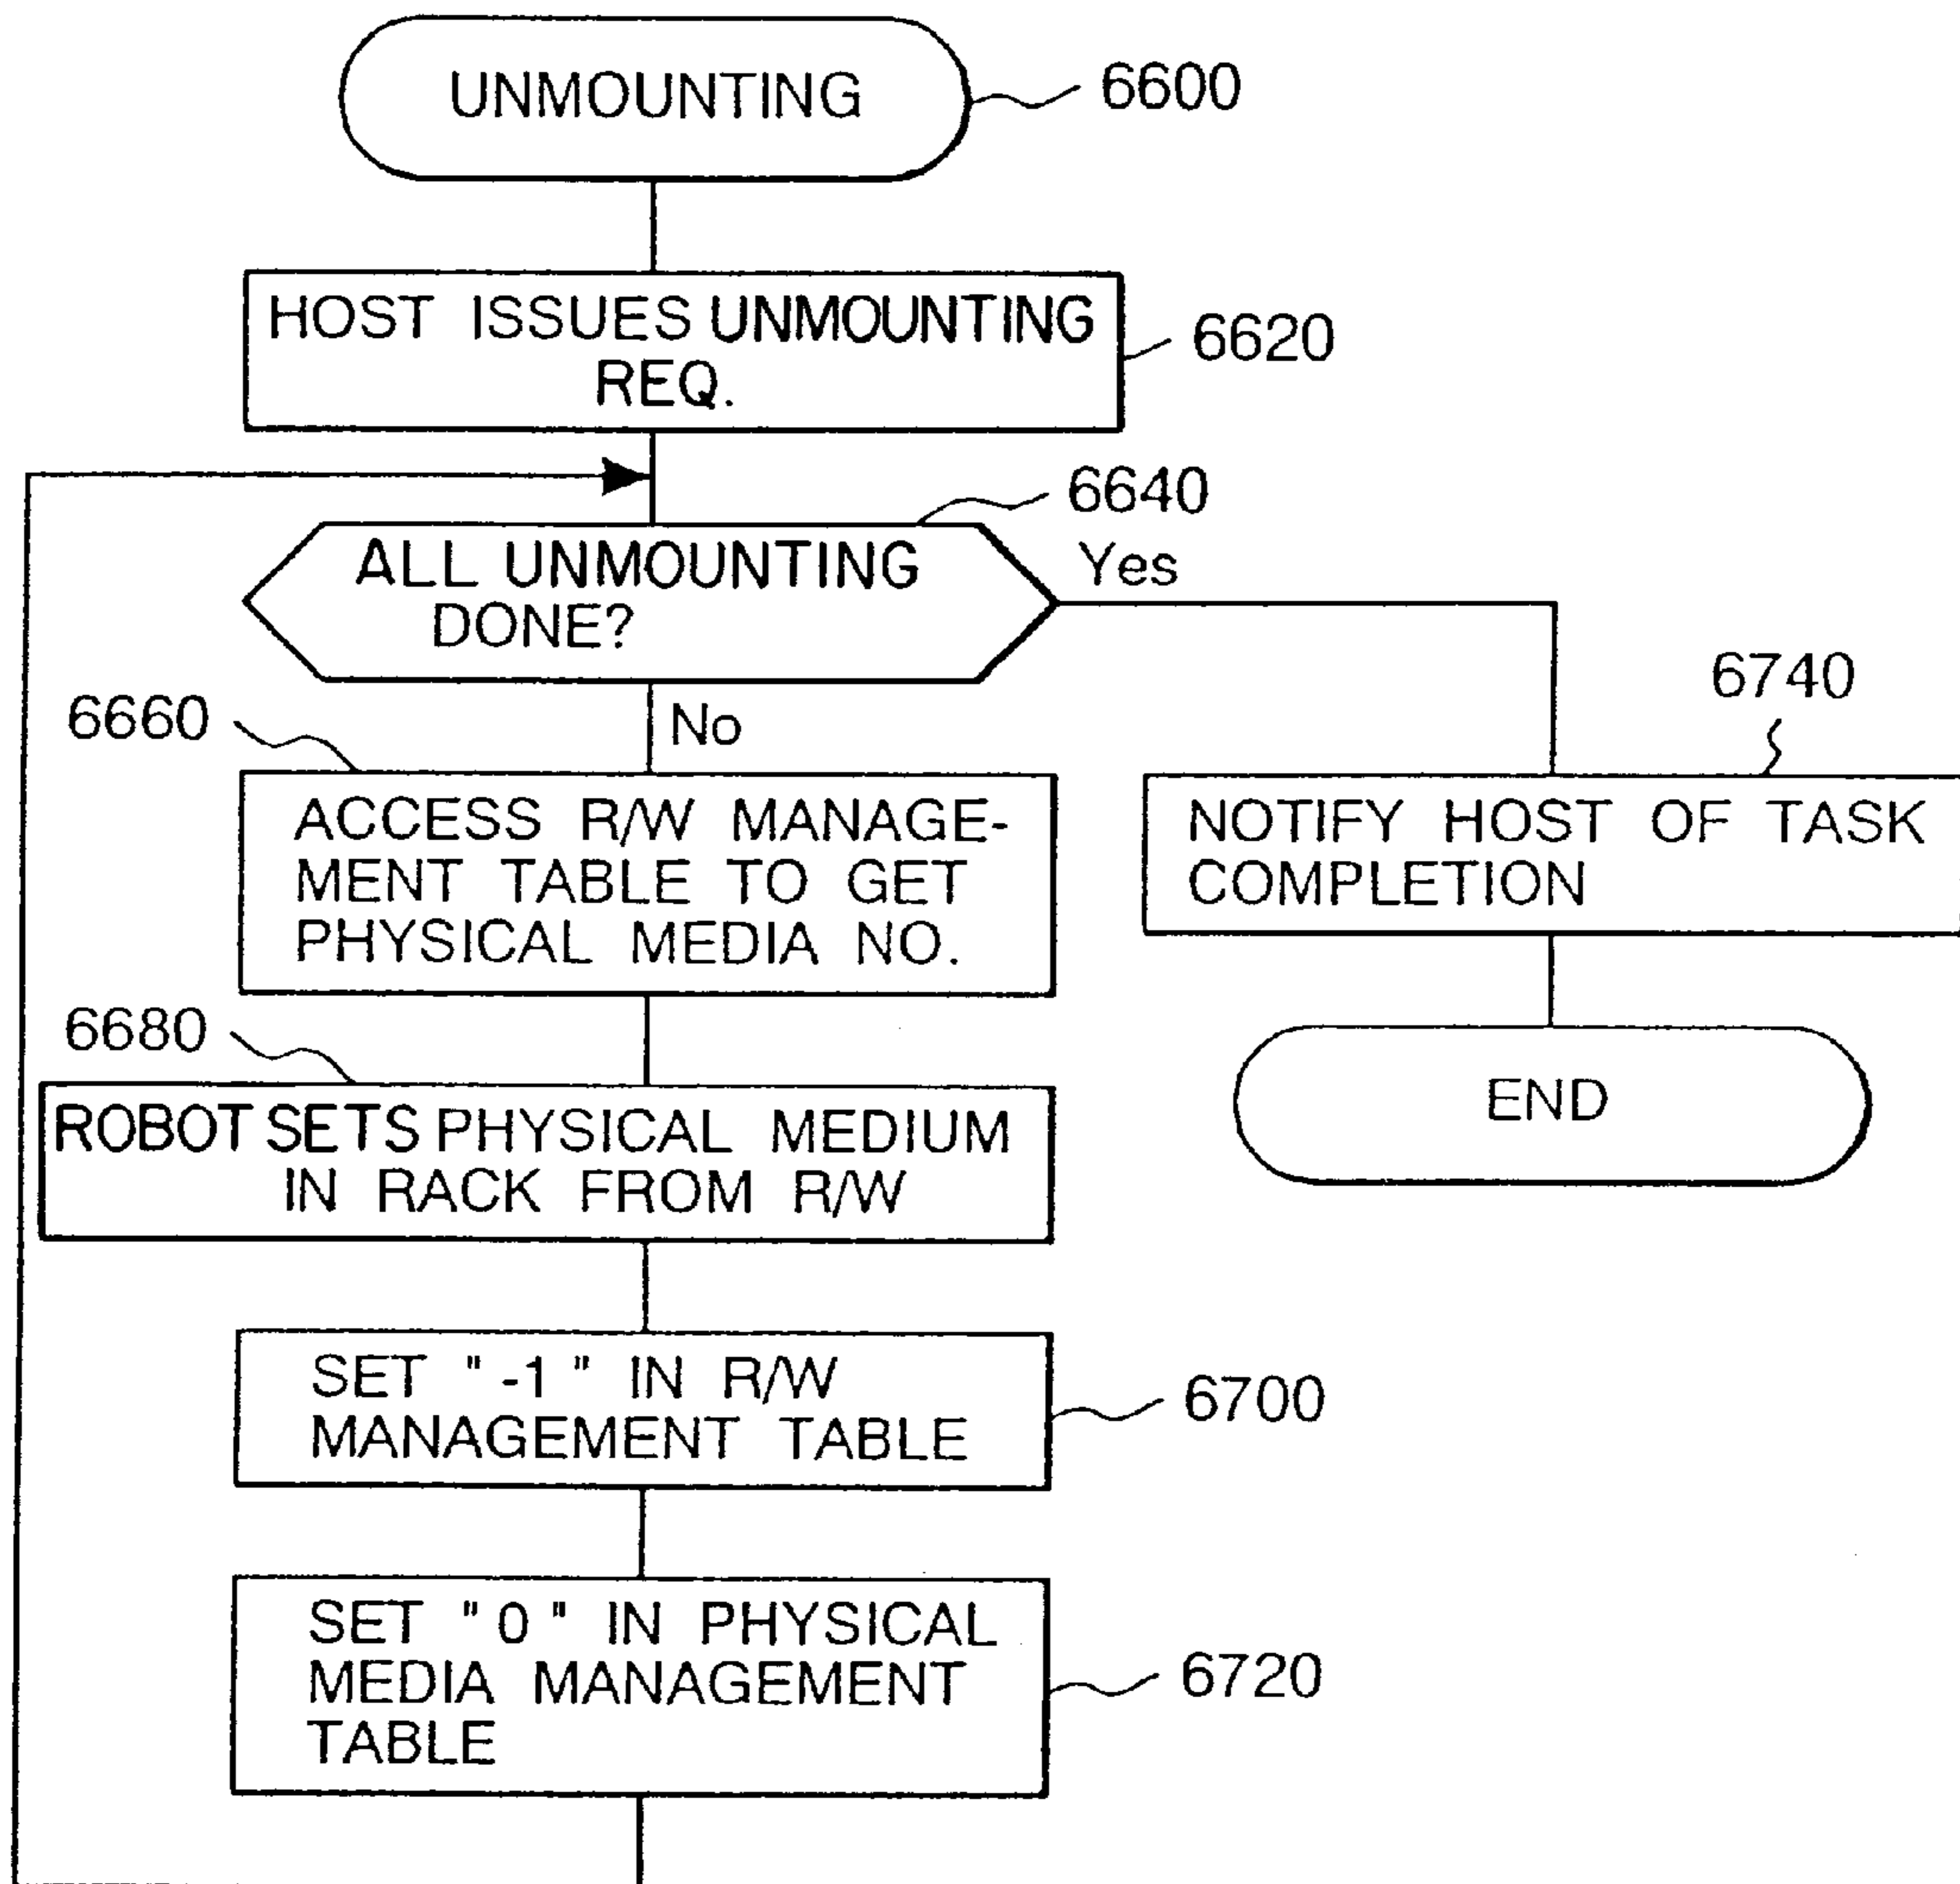 UNMOUNTING
6600
HOST ISSUES UNMOUNTING
REQ.
6620
6640
ALL UNMOUNTING
DONE?
Yes
No
6660
ACCESS R/W MANAGE-
MENT TABLE TO GET
PHYSICAL MEDIA NO.
6740
NOTIFY HOST OF TASK
COMPLETION
END
6680
ROBOT SETS PHYSICAL MEDIUM
IN RACK FROM R/W
SET "-1" IN R/W
MANAGEMENT TABLE
6700
SET "0" IN PHYSICAL
MEDIA MANAGEMENT
TABLE
6720